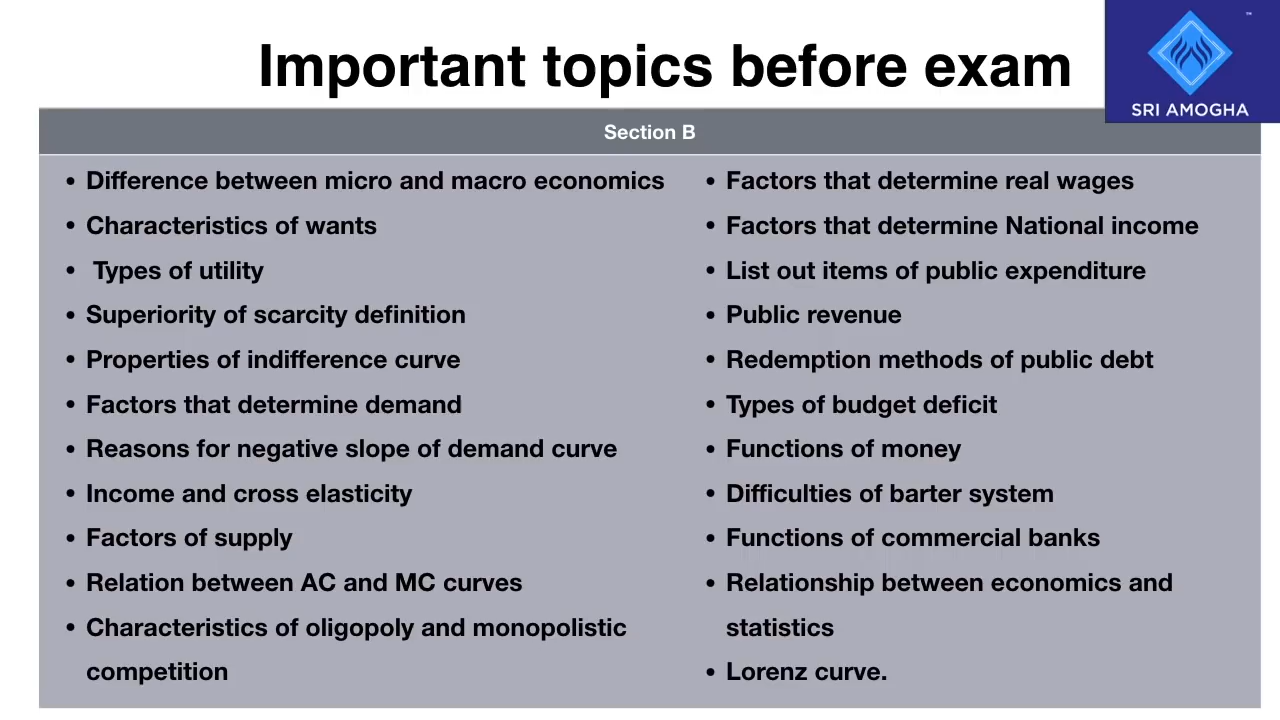 Important topics before exam
™
SRI AMOGHA
Section B
• Difference between micro and macro economics
• Characteristics of wants
• Types of utility
• Superiority of scarcity definition
• Properties of indifference curve
• Factors that determine demand
• Reasons for negative slope of demand curve
• Income and cross elasticity
• Factors of supply
• Relation between AC and MC curves
• Characteristics of oligopoly and monopolistic
competition
• Factors that determine real wages
• Factors that determine National income
• List out items of public expenditure
• Public revenue
• Redemption methods of public debt
• Types of budget deficit
• Functions of money
• Difficulties of barter system
• Functions of commercial banks
• Relationship between economics and
statistics
• Lorenz curve.